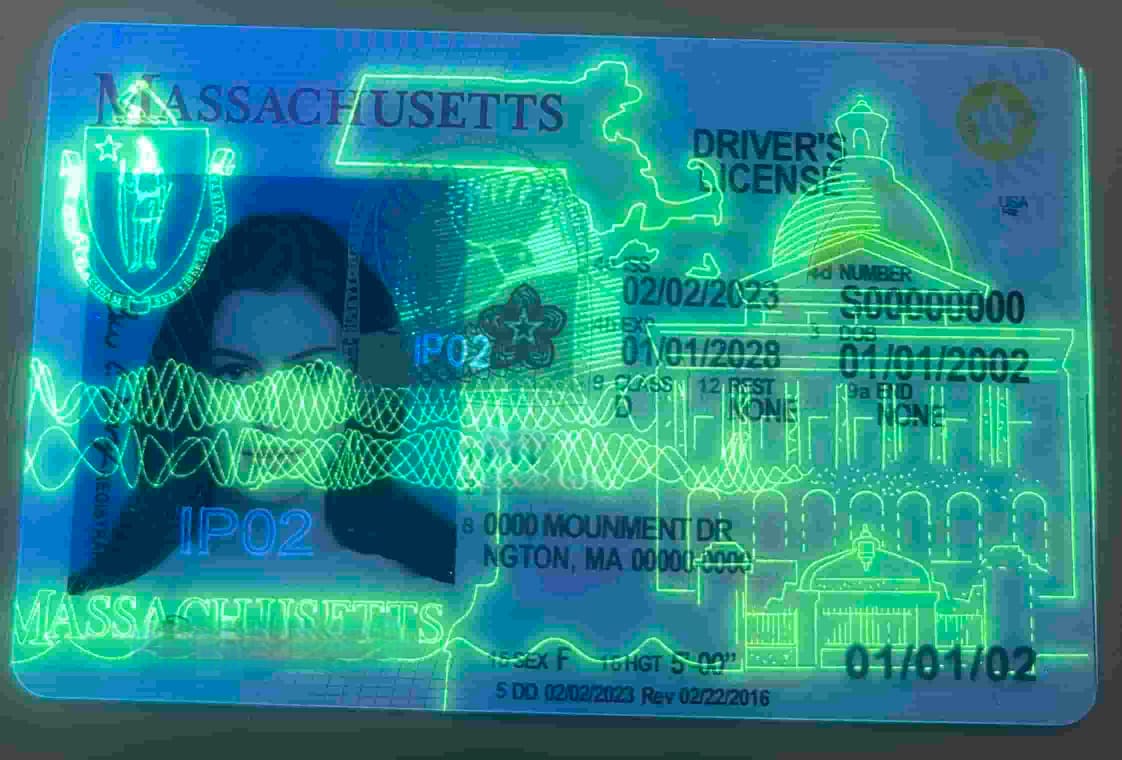 MASSACHUSETTS
DRIVER'S
LICENSE
USA
ISS
02/02/2023
4d NUMBER
S00000000
EXP
01/01/2028
3 DOB
01/01/2002
9 CLASS
D
12 REST
NONE
9a END
NONE
IP02
IP02
8 0000 MOUNMENT DR
NGTON, MA 00000-0000
MASSACHUSETTS
15 SEX F 16 HGT 5'-00"
01/01/02
5 DD 02/02/2023 Rev 02/22/2016